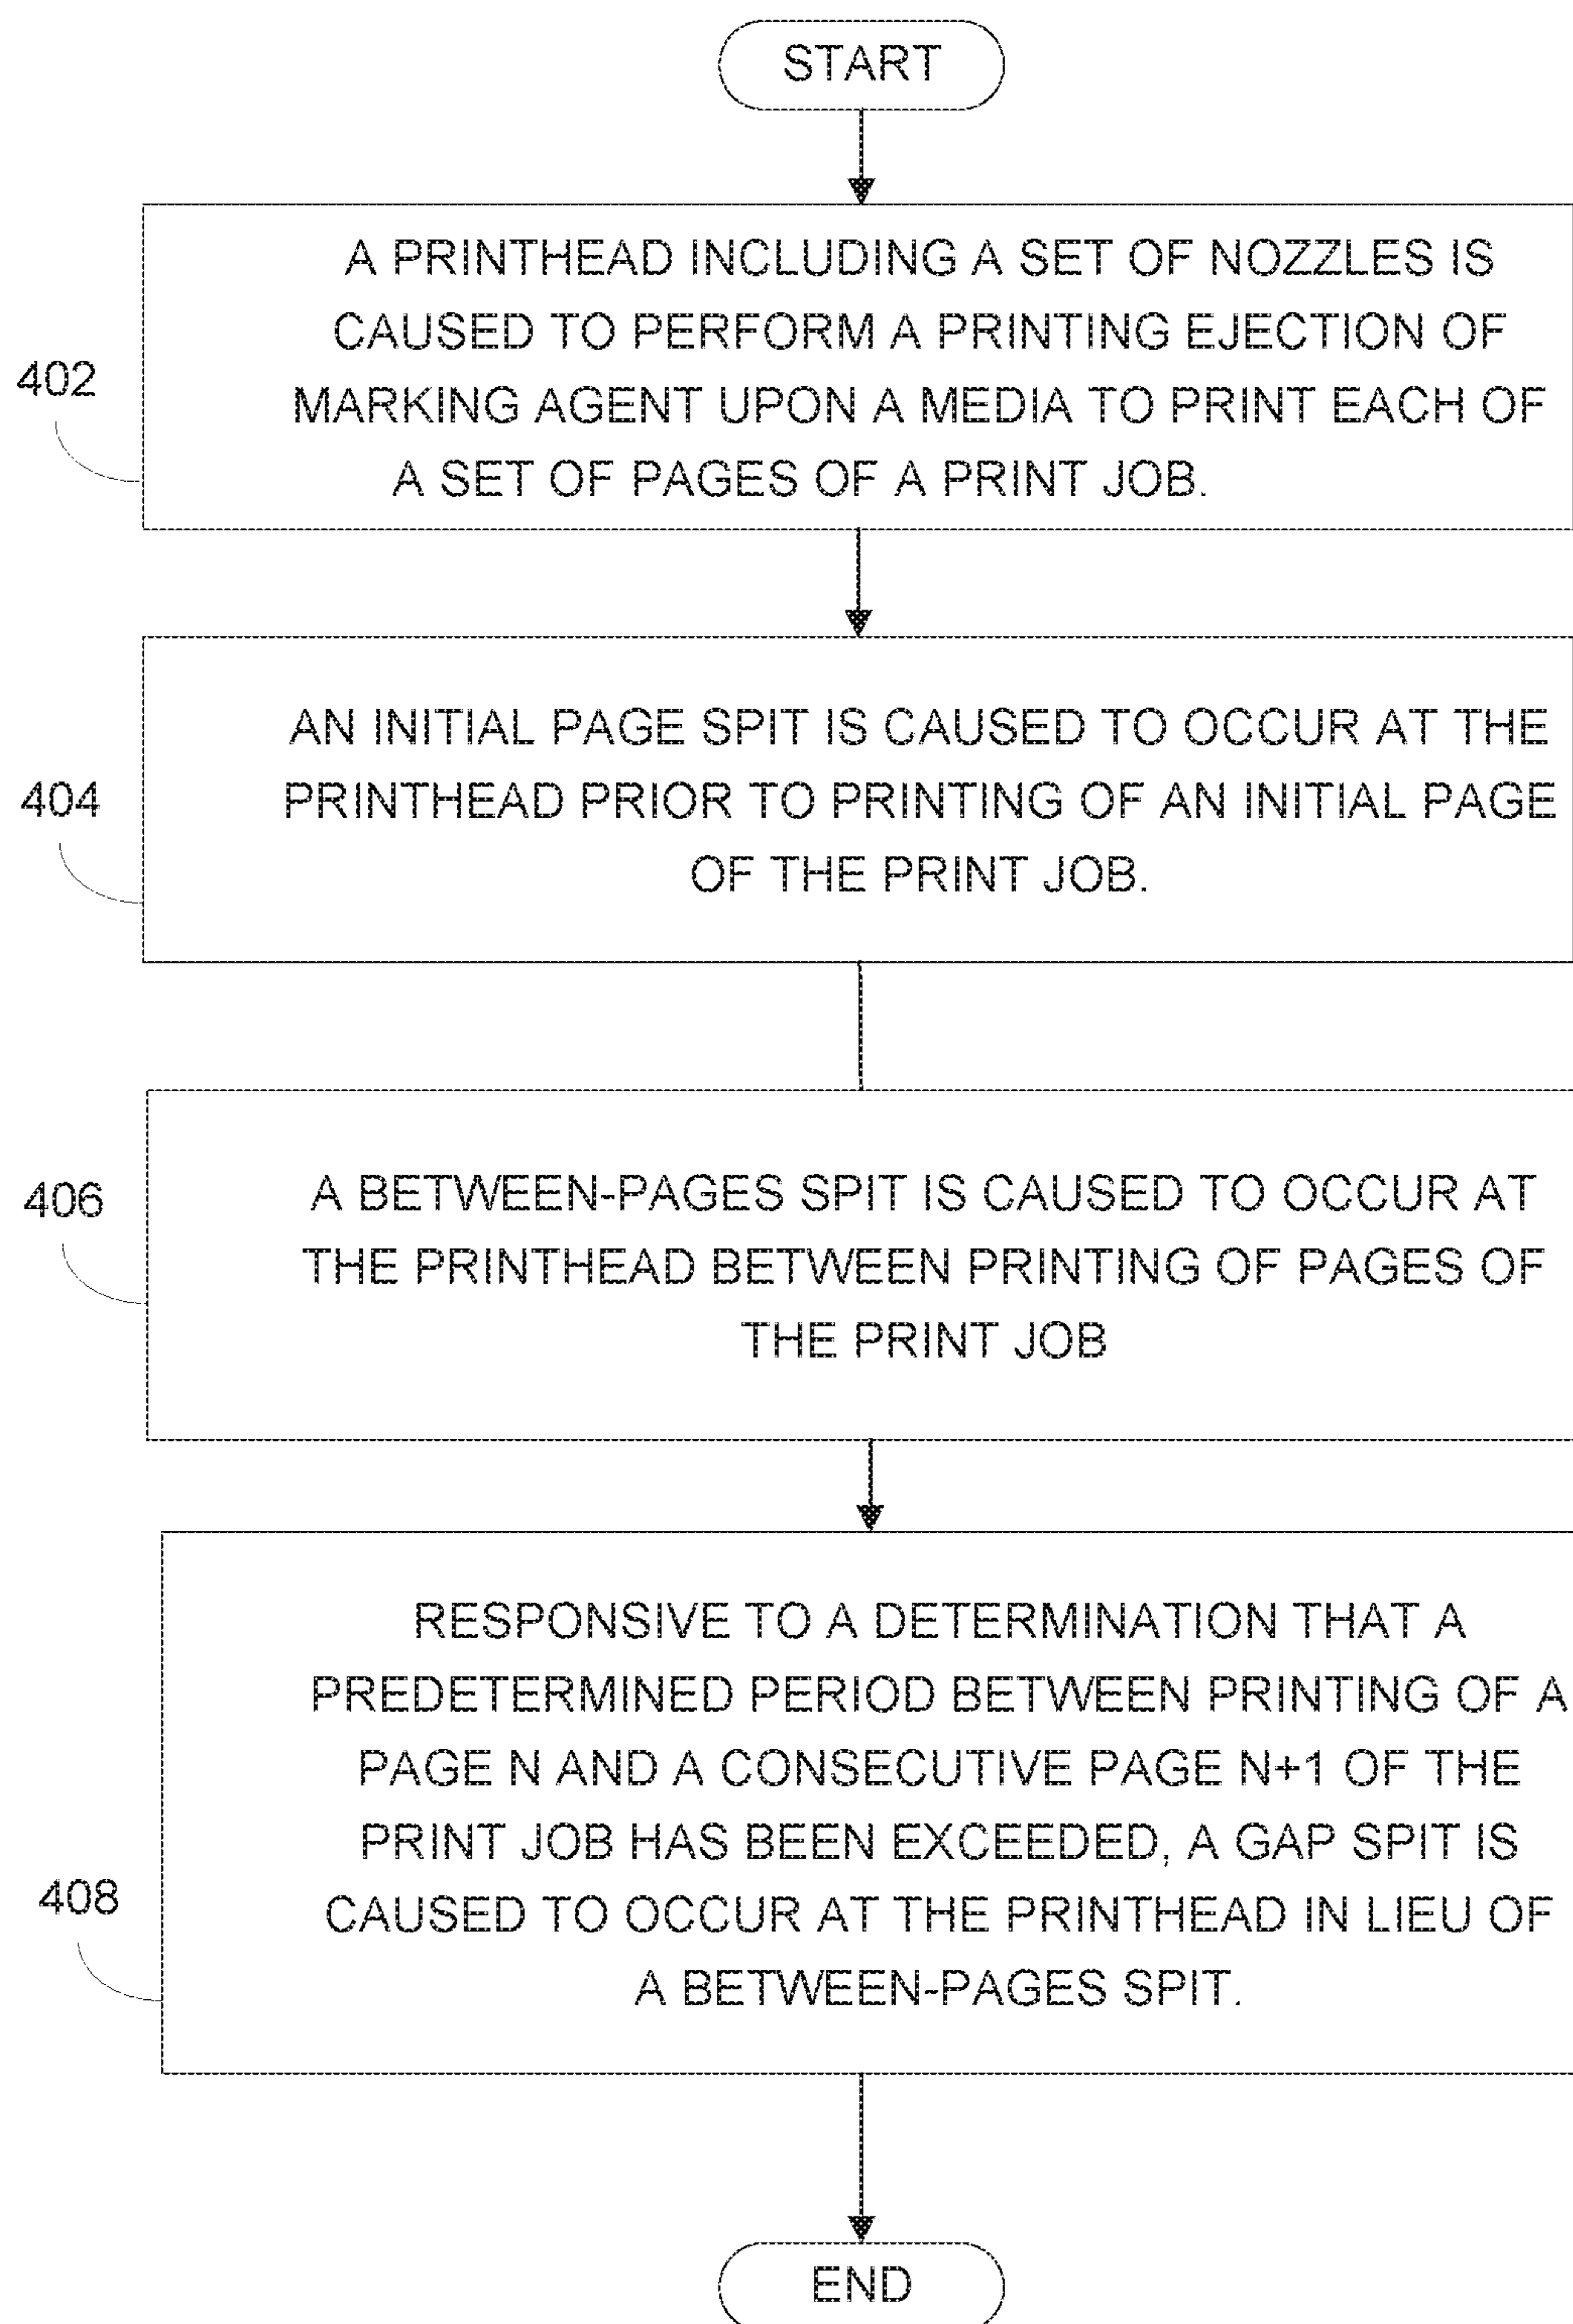 START
A PRINTHEAD INCLUDING A SET OF NOZZLES IS
CAUSED TO PERFORM A PRINTING EJECTION OF
MARKING AGENT UPON A MEDIA TO PRINT EACH OF
A SET OF PAGES OF A PRINT JOB.
402
AN INITIAL PAGE SPIT IS CAUSED TO OCCUR AT THE
PRINTHEAD PRIOR TO PRINTING OF AN INITIAL PAGE
OF THE PRINT JOB.
404
A BETWEEN-PAGES SPIT IS CAUSED TO OCCUR AT
THE PRINTHEAD BETWEEN PRINTING OF PAGES OF
THE PRINT JOB
406
RESPONSIVE TO A DETERMINATION THAT A
PREDETERMINED PERIOD BETWEEN PRINTING OF A
PAGE N AND A CONSECUTIVE PAGE N+1 OF THE
PRINT JOB HAS BEEN EXCEEDED, A GAP SPIT IS
CAUSED TO OCCUR AT THE PRINTHEAD IN LIEU OF
A BETWEEN-PAGES SPIT.
408
END